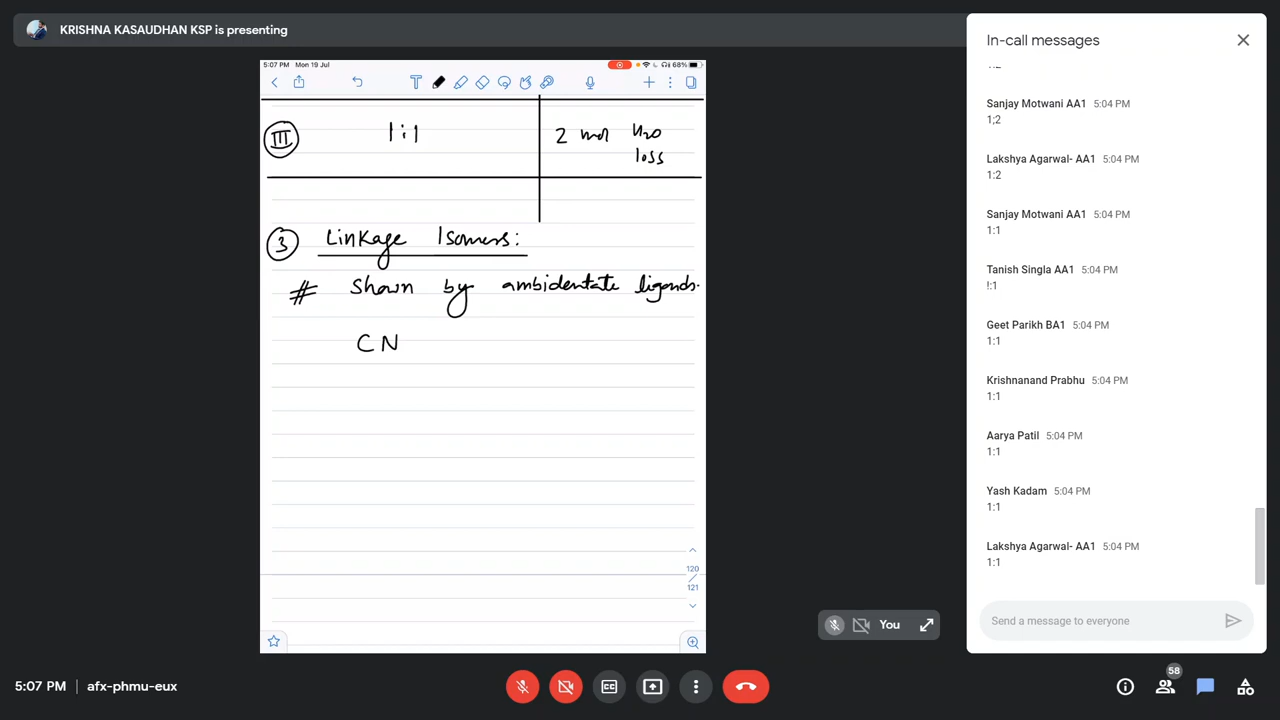 KRISHNA KASAUDHAN KSP is presenting
5:07 PM Mon 19 Jul
68%
T
III 1:1 2 mol H2O
loss
3 Linkage Isomers:
# Shown by ambidentate ligands.
CN
120
121
In-call messages
Sanjay Motwani AA1 5:04 PM
1;2
Lakshya Agarwal- AA1 5:04 PM
1:2
Sanjay Motwani AA1 5:04 PM
1:1
Tanish Singla AA1 5:04 PM
!:1
Geet Parikh BA1 5:04 PM
1:1
Krishnanand Prabhu 5:04 PM
1:1
Aarya Patil 5:04 PM
1:1
Yash Kadam 5:04 PM
1:1
Lakshya Agarwal- AA1 5:04 PM
1:1
Send a message to everyone
You
5:07 PM | afx-phmu-eux
CC
58